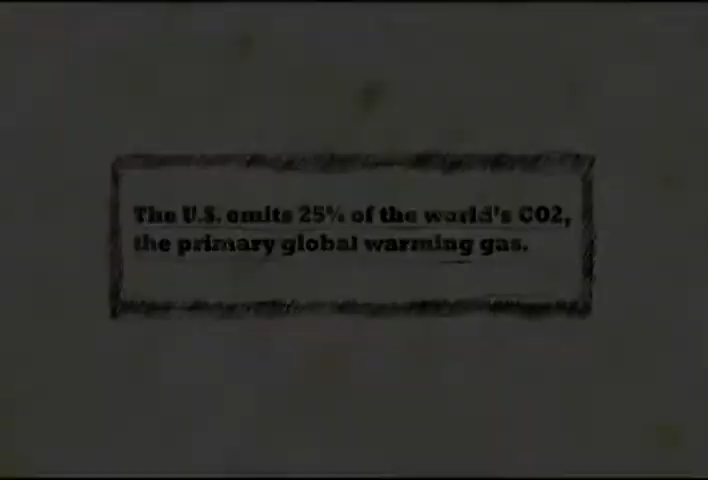 The U.S. emits 25% of the world's CO2,
the primary global warming gas.